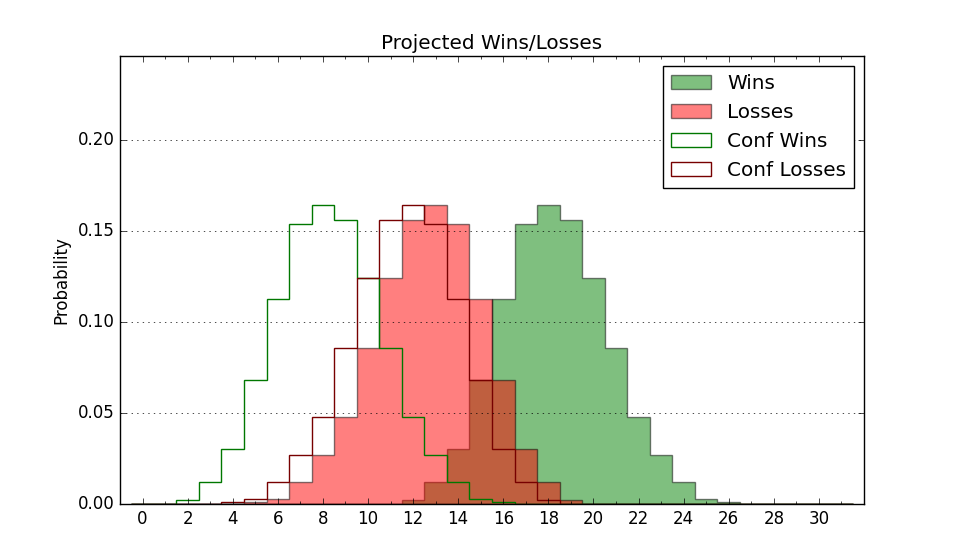 Projected Wins/Losses
Wins
Losses
Conf Wins
Conf Losses
Probability
0.20
0.15
0.10
0.05
0.00
0 2 4 6 8 10 12 14 16 18 20 22 24 26 28 30